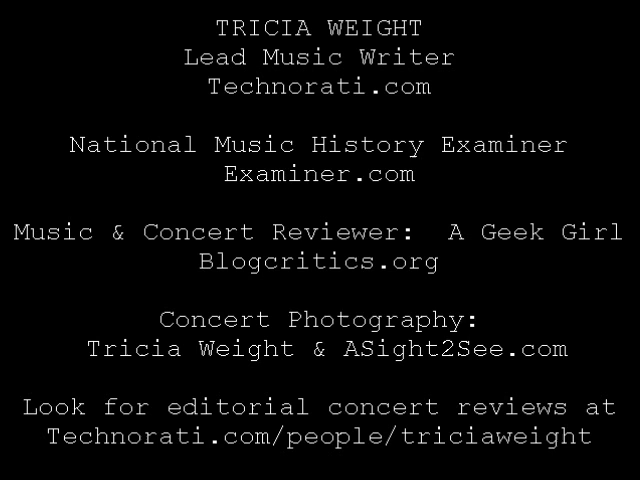 TRICIA WEIGHT
Lead Music Writer
Technorati.com
National Music History Examiner
Examiner.com
Music & Concert Reviewer:  A Geek Girl
Blogcritics.org
Concert Photography:
Tricia Weight & ASight2See.com
Look for editorial concert reviews at
Technorati.com/people/triciaweight